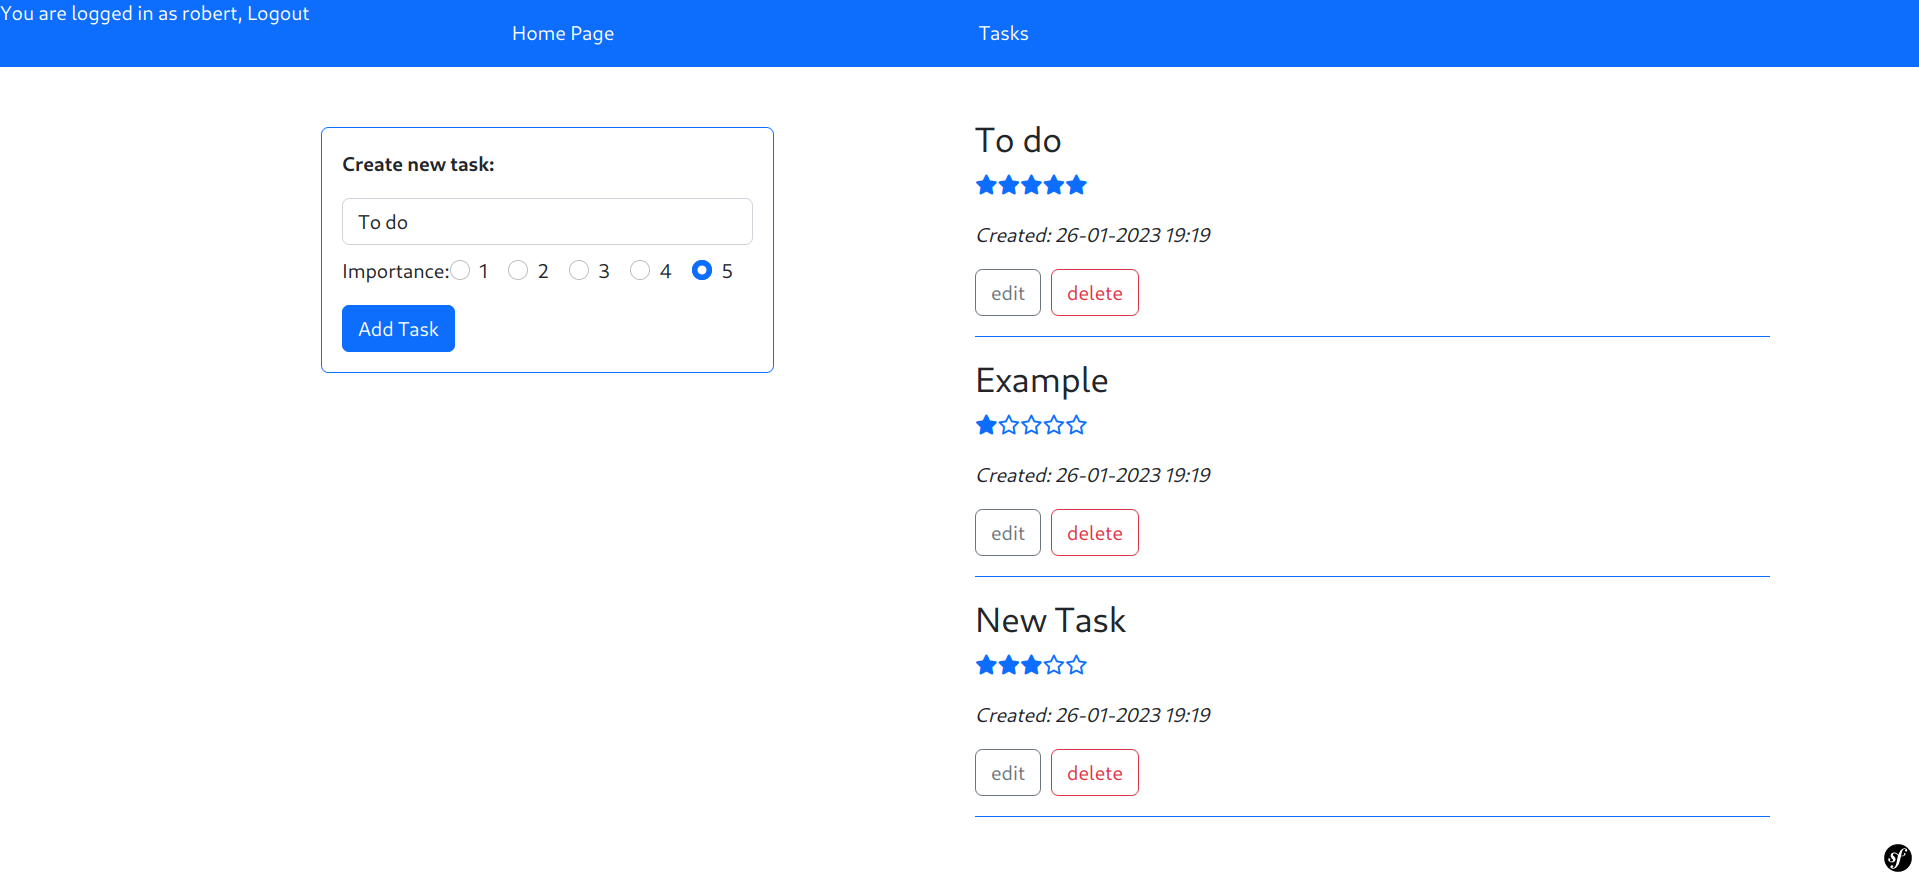 You are logged in as robert, Logout
Home Page
Tasks
Create new task:
To do
Importance: 1 2 3 4 5
Add Task
To do
Created: 26-01-2023 19:19
edit delete
Example
Created: 26-01-2023 19:19
edit delete
New Task
Created: 26-01-2023 19:19
edit delete
sf